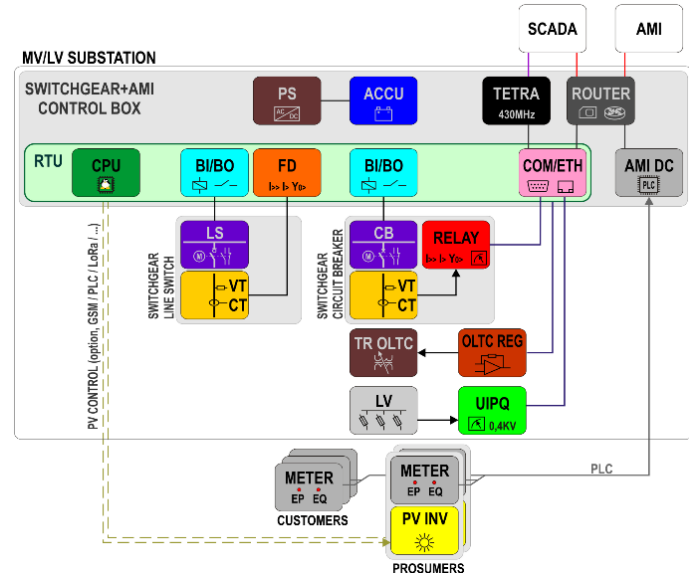 SCADA
AMI
MV/LV SUBSTATION
SWITCHGEAR+AMI
CONTROL BOX
PS
AC
DC
ACCU
TETRA
430MHz
ROUTER
RTU
CPU
BI/BO
FD
I>> I> Y0>
BI/BO
COM/ETH
AMI DC
PLC
LS
M
VT
CT
SWITCHGEAR
LINE SWITCH
CB
M
RELAY
I>> I> Y0>
VT
CT
SWITCHGEAR
CIRCUIT BREAKER
TR OLTC
OLTC REG
LV
UIPQ
0,4KV
PV CONTROL (option, GSM / PLC / LoRa / ...)
METER
EP EQ
CUSTOMERS
METER
EP EQ
PLC
PV INV
PROSUMERS